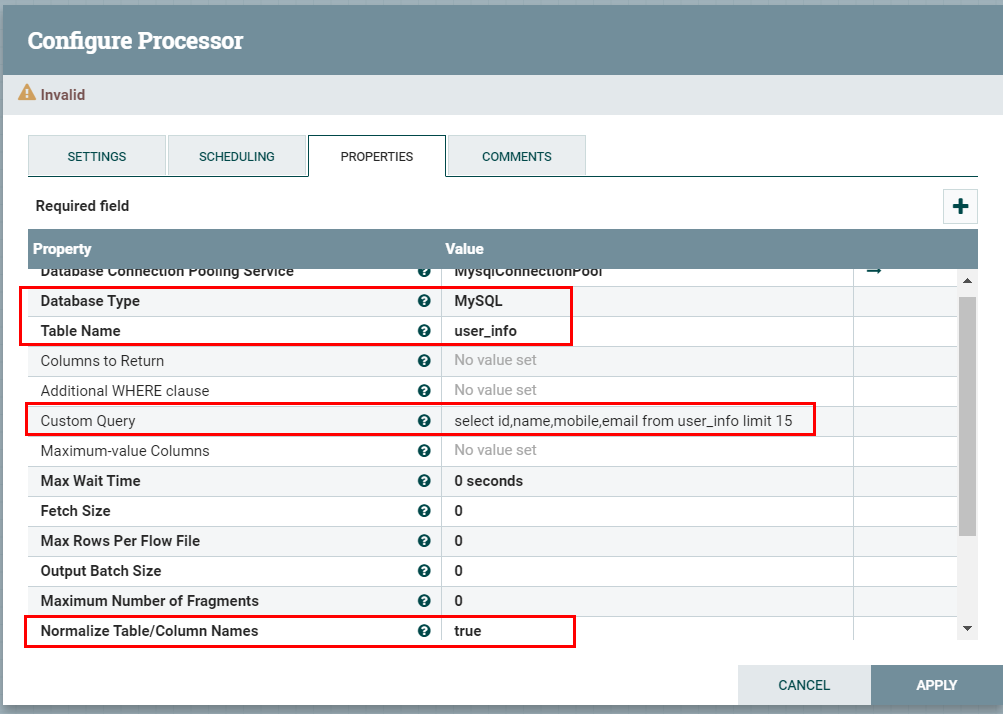 Configure Processor
Invalid
SETTINGS SCHEDULING PROPERTIES COMMENTS
Required field
Property Value
Database Connection Pooling Service MysqlConnectionPool
Database Type MySQL
Table Name user_info
Columns to Return No value set
Additional WHERE clause No value set
Custom Query select id,name,mobile,email from user_info limit 15
Maximum-value Columns No value set
Max Wait Time 0 seconds
Fetch Size 0
Max Rows Per Flow File 0
Output Batch Size 0
Maximum Number of Fragments 0
Normalize Table/Column Names true
CANCEL APPLY